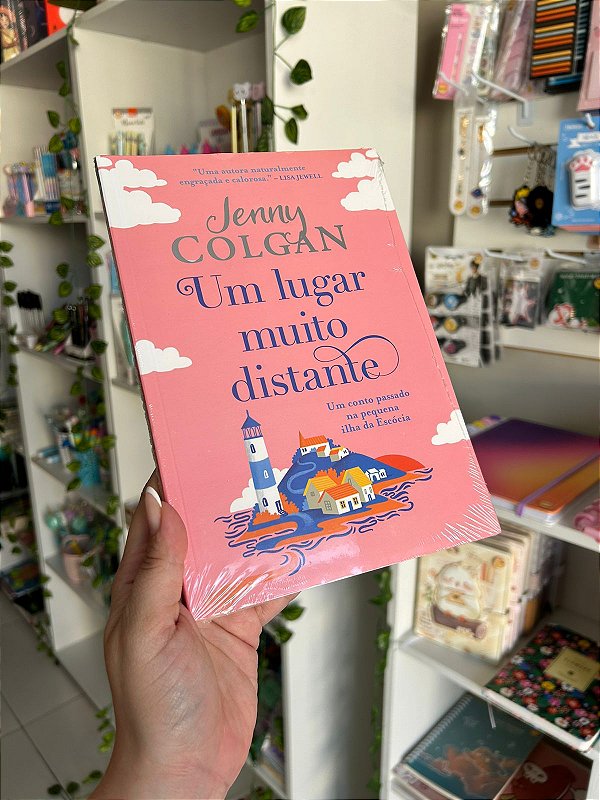 "Uma autora naturalmente
engraçada e calorosa." – LISA JEWELL
Jenny
COLGAN
Um lugar
muito
distante
Um conto passado
na pequena
ilha da Escócia